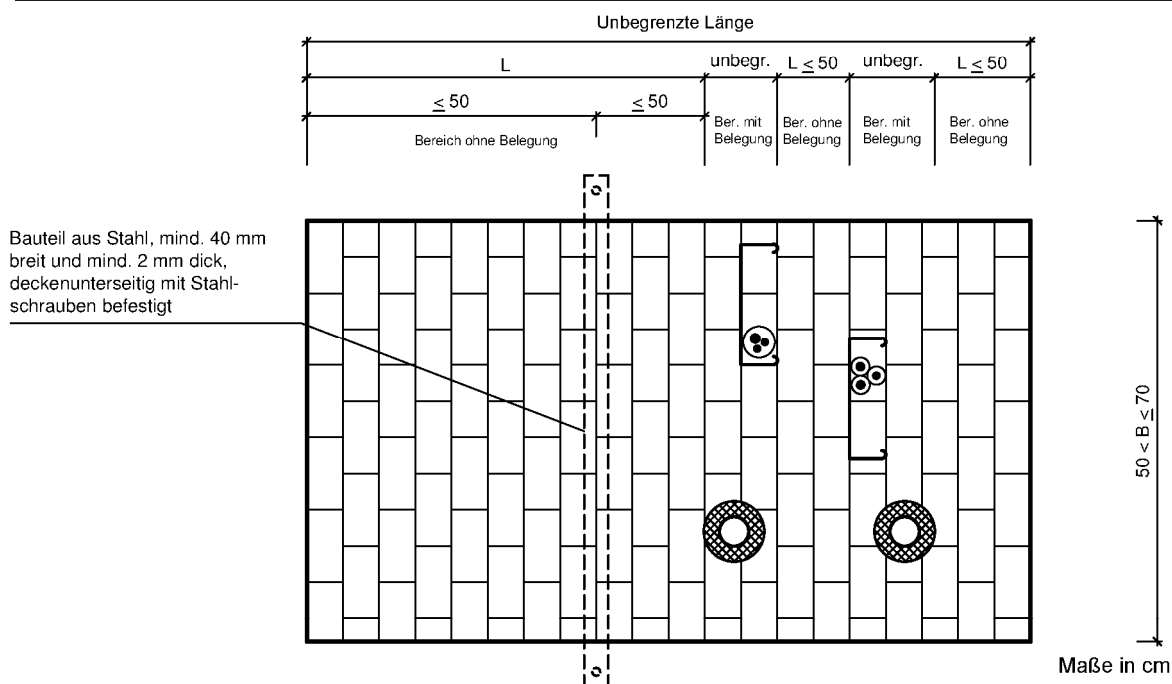 Unbegrenzte Länge
L
unbegr.
L ≤ 50
unbegr.
L ≤ 50
≤ 50
≤ 50
Bereich ohne Belegung
Ber. mit
Belegung
Ber. ohne
Belegung
Ber. mit
Belegung
Ber. ohne
Belegung
Bauteil aus Stahl, mind. 40 mm
breit und mind. 2 mm dick,
deckenunterseitig mit Stahl-
schrauben befestigt
50 < B ≤ 70
Maße in cm